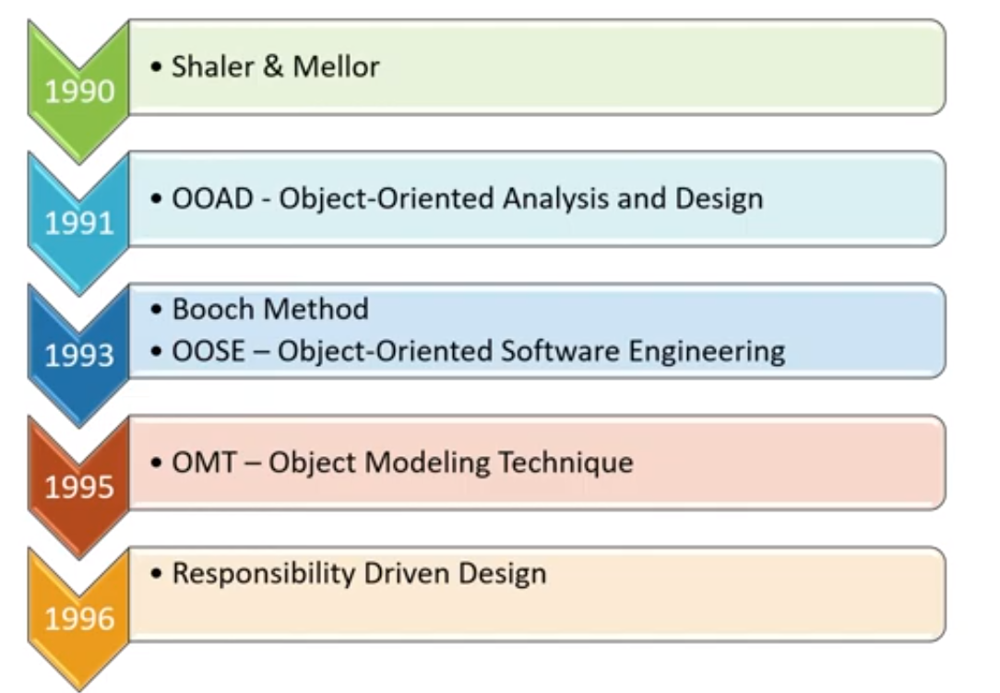 1990
• Shaler & Mellor
1991
• OOAD - Object-Oriented Analysis and Design
1993
• Booch Method
• OOSE – Object-Oriented Software Engineering
1995
• OMT – Object Modeling Technique
1996
• Responsibility Driven Design